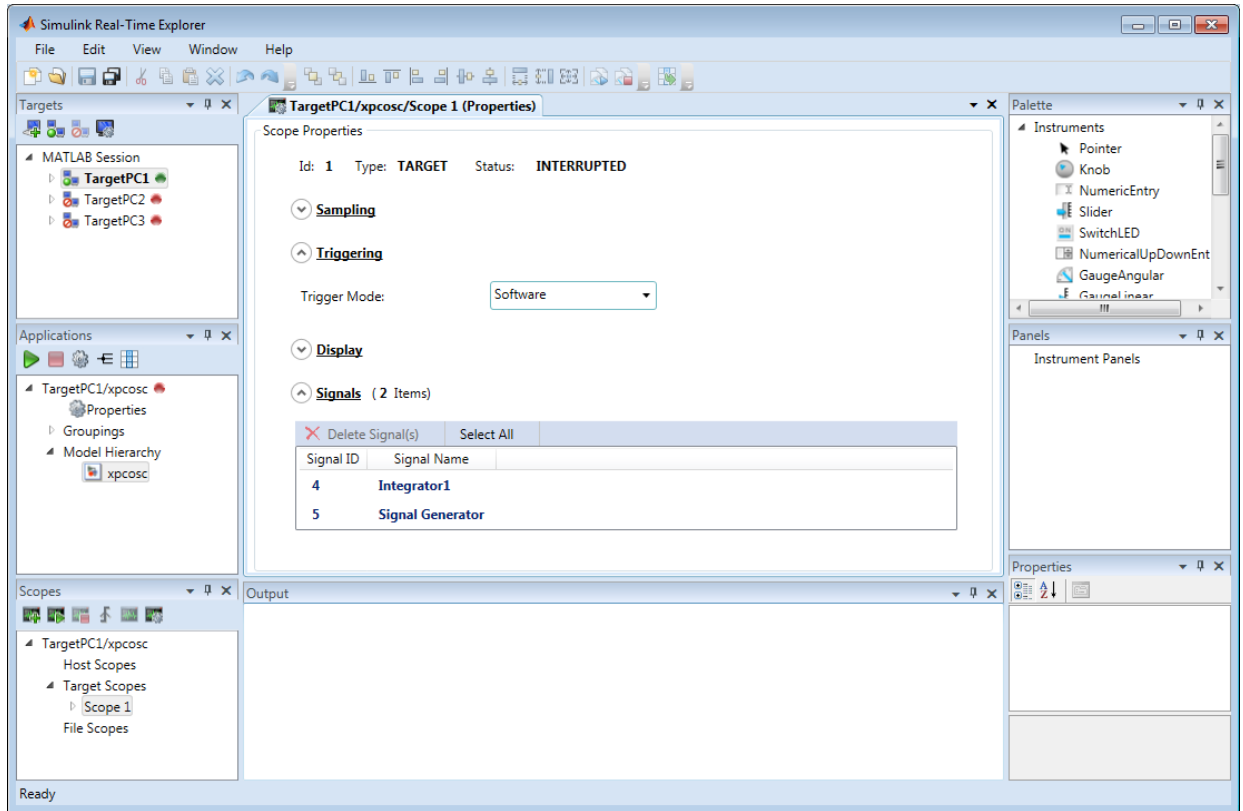 Simulink Real-Time Explorer
File Edit View Window Help
Targets
MATLAB Session
TargetPC1
TargetPC2
TargetPC3
Applications
TargetPC1/xpcosc
Properties
Groupings
Model Hierarchy
xpcosc
Scopes
TargetPC1/xpcosc
Host Scopes
Target Scopes
Scope 1
File Scopes
TargetPC1/xpcosc/Scope 1 (Properties)
Scope Properties
Id: 1 Type: TARGET Status: INTERRUPTED
Sampling
Triggering
Trigger Mode: Software
Display
Signals ( 2 Items)
Delete Signal(s) Select All
Signal ID Signal Name
4 Integrator1
5 Signal Generator
Output
Palette
Instruments
Pointer
Knob
NumericEntry
Slider
SwitchLED
NumericalUpDownEnt
GaugeAngular
GaugeLinear
Panels
Instrument Panels
Properties
Ready